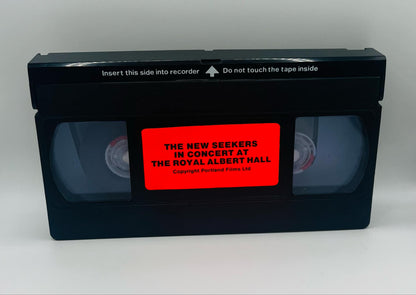 Insert this side into recorder Do not touch the tape inside
THE NEW SEEKERS
IN CONCERT AT
THE ROYAL ALBERT HALL
Copyright Portland Films Ltd